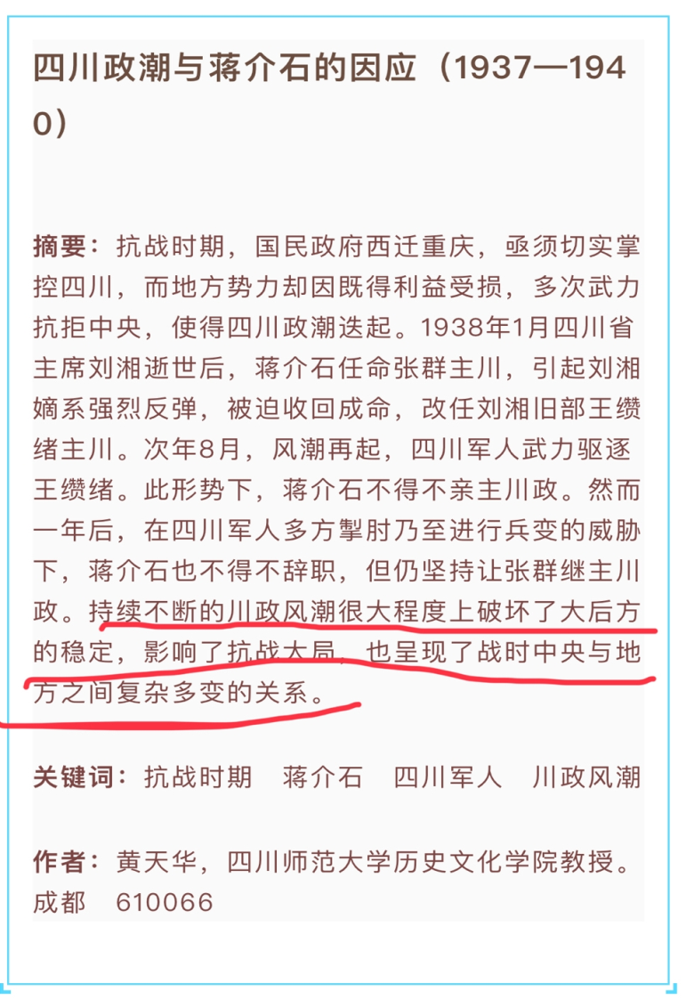 四川政潮与蒋介石的因应（1937—194
0）
摘要：抗战时期，国民政府西迁重庆，亟须切实掌
控四川，而地方势力却因既得利益受损，多次武力
抗拒中央，使得四川政潮迭起。1938年1月四川省
主席刘湘逝世后，蒋介石任命张群主川，引起刘湘
嫡系强烈反弹，被迫收回成命，改任刘湘旧部王缵
绪主川。次年8月，风潮再起，四川军人武力驱逐
王缵绪。此形势下，蒋介石不得不亲主川政。然而
一年后，在四川军人多方掣肘乃至进行兵变的威胁
下，蒋介石也不得不辞职，但仍坚持让张群继主川
政。持续不断的川政风潮很大程度上破坏了大后方
的稳定，影响了抗战大局，也呈现了战时中央与地
方之间复杂多变的关系。
关键词：抗战时期　蒋介石　四川军人　川政风潮
作者：黄天华，四川师范大学历史文化学院教授。
成都　610066